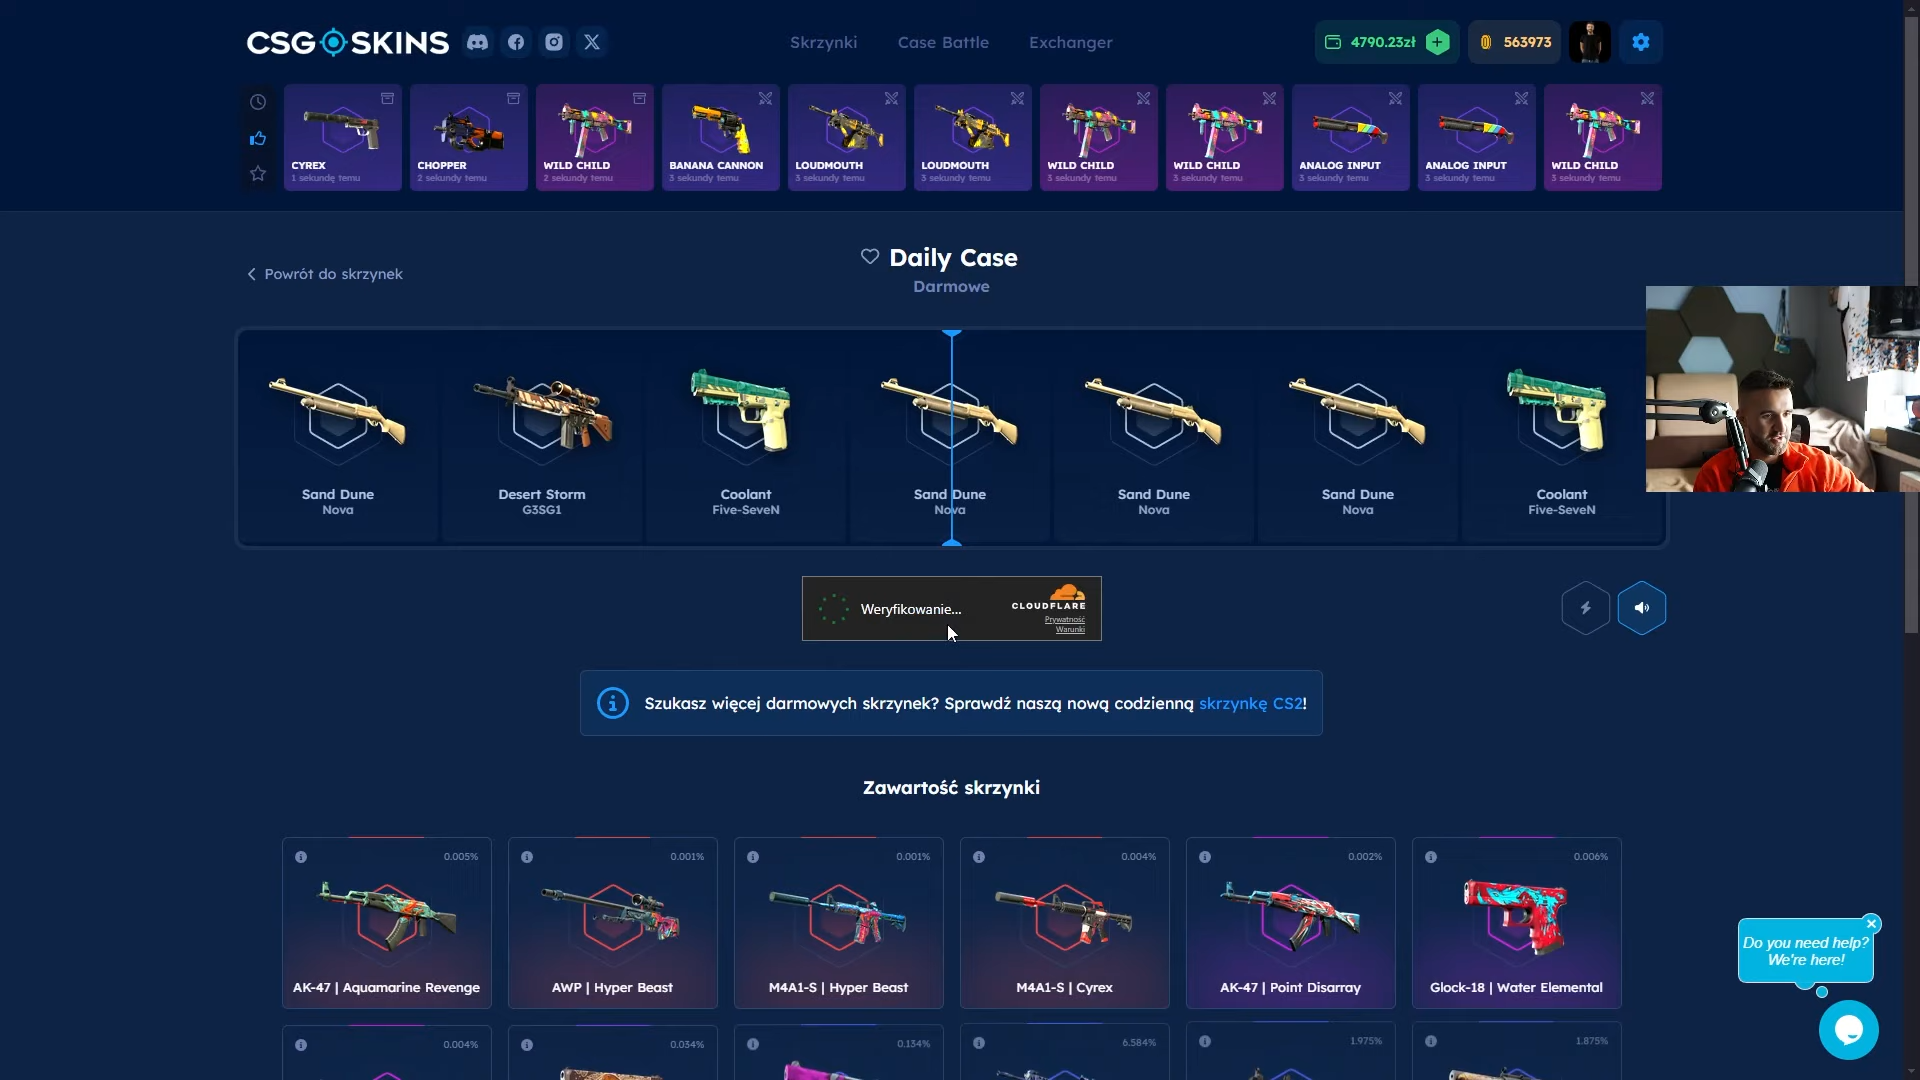 CSGOSKINS
Skrzynki
Case Battle
Exchanger
4790.23zł
563973
CYREX
1 sekundę temu
CHOPPER
2 sekundy temu
WILD CHILD
2 sekundy temu
BANANA CANNON
3 sekundy temu
LOUDMOUTH
3 sekundy temu
LOUDMOUTH
3 sekundy temu
WILD CHILD
3 sekundy temu
WILD CHILD
3 sekundy temu
ANALOG INPUT
3 sekundy temu
ANALOG INPUT
3 sekundy temu
WILD CHILD
3 sekundy temu
Powrót do skrzynek
Daily Case
Darmowe
Sand Dune
Nova
Desert Storm
G3SG1
Coolant
Five-SeveN
Sand Dune
Nova
Sand Dune
Nova
Sand Dune
Nova
Coolant
Five-SeveN
Weryfikowanie...
CLOUDFLARE
Prywatność
Warunki
Szukasz więcej darmowych skrzynek? Sprawdź naszą nową codzienną skrzynkę CS2!
Zawartość skrzynki
0.005%
AK-47 | Aquamarine Revenge
0.001%
AWP | Hyper Beast
0.001%
M4A1-S | Hyper Beast
0.004%
M4A1-S | Cyrex
0.002%
AK-47 | Point Disarray
0.006%
Glock-18 | Water Elemental
0.004%
0.034%
0.134%
6.584%
1.975%
1.875%
Do you need help?
We're here!